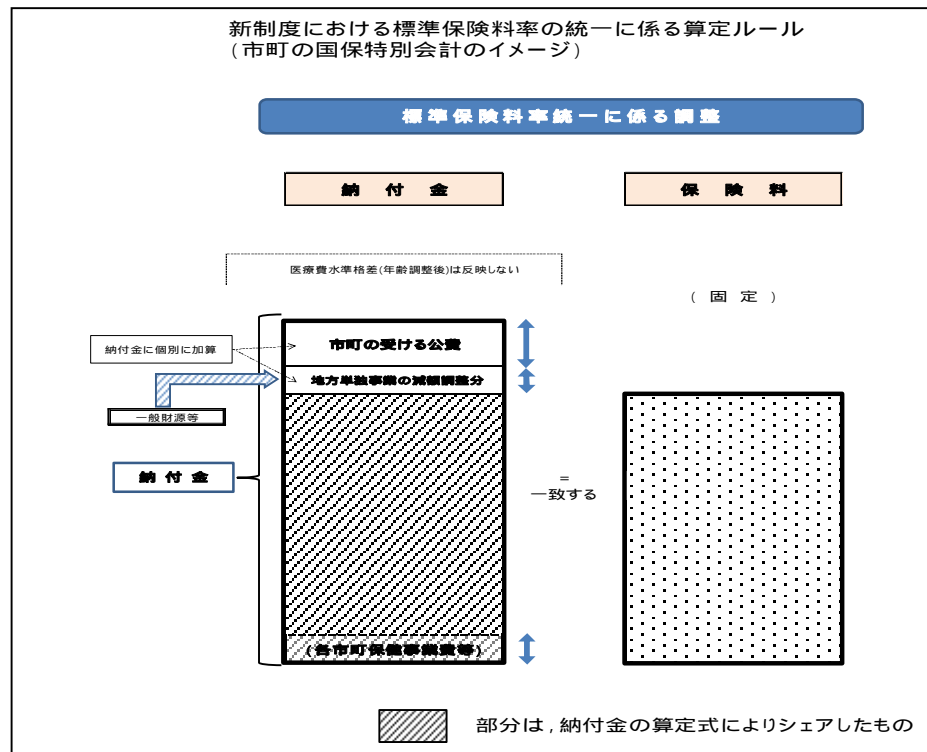 新制度における標準保険料率の統一に係る算定ルール
(市町の国保特別会計のイメージ)
標準保険料率統一に係る調整
納付金
保険料
医療費水準格差(年齢調整後)は反映しない
(固定)
市町の受ける公費
納付金に個別に加算
地方単独事業の減額調整分
一般財源等
納付金
=
一致する
(各市町保健事業費等)
部分は,納付金の算定式によりシェアしたもの